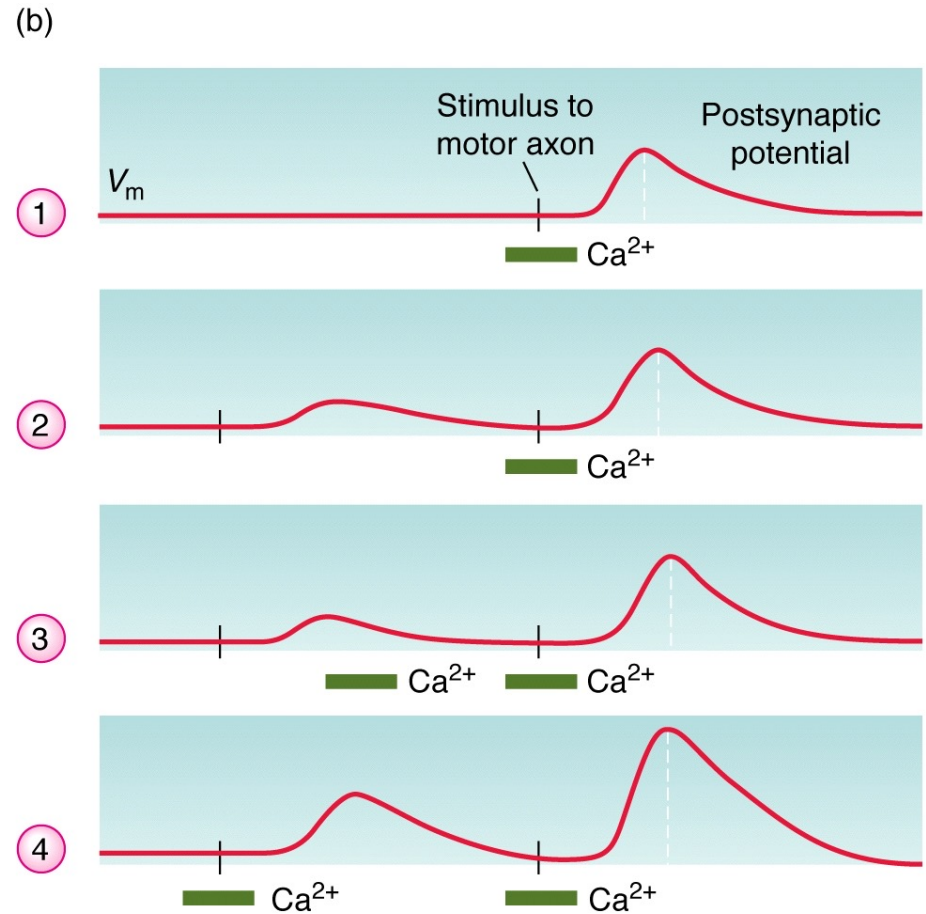 (b)
Stimulus to
motor axon
Postsynaptic
potential
Vm
1
Ca2+
2
Ca2+
3
Ca2+ Ca2+
4
Ca2+ Ca2+